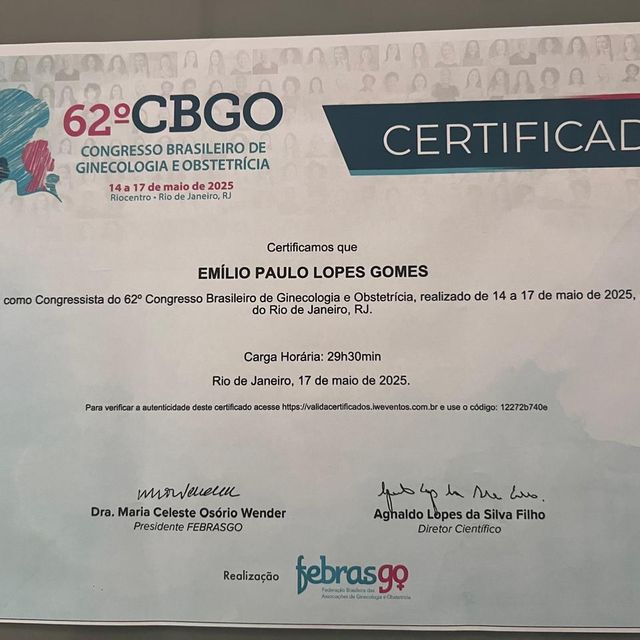 62º CBGO
CONGRESSO BRASILEIRO DE
GINECOLOGIA E OBSTETRÍCIA
14 a 17 de maio de 2025
Riocentro • Rio de Janeiro, RJ
CERTIFICAD
Certificamos que
EMÍLIO PAULO LOPES GOMES
como Congressista do 62º Congresso Brasileiro de Ginecologia e Obstetrícia, realizado de 14 a 17 de maio de 2025,
do Rio de Janeiro, RJ.
Carga Horária: 29h30min
Rio de Janeiro, 17 de maio de 2025.
Para verificar a autenticidade deste certificado acesse https://validacertificados.iweventos.com.br e use o código: 12272b740e
Dra. Maria Celeste Osório Wender
Presidente FEBRASGO
Agnaldo Lopes da Silva Filho
Diretor Científico
Realização
febrasgo
Federação Brasileira das
Associações de Ginecologia e Obstetrícia